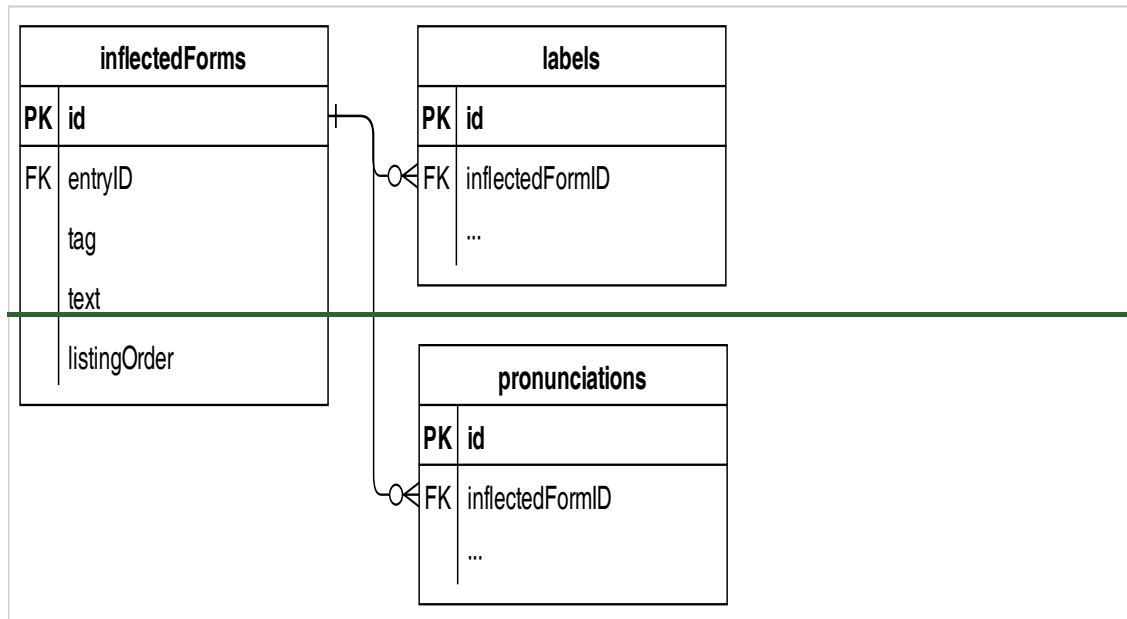 inflectedForms
PK id
FK entryID
tag
text
listingOrder
labels
PK id
FK inflectedFormID
...
pronunciations
PK id
FK inflectedFormID
...